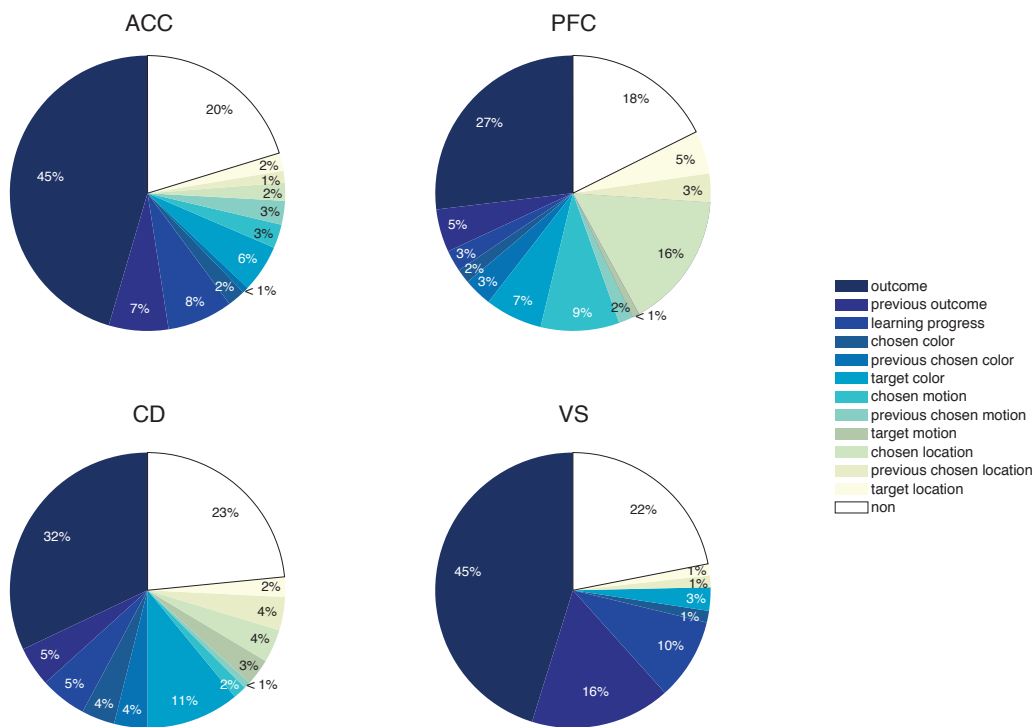 ACC
20%
2%
1%
2%
3%
3%
6%
< 1%
2%
8%
7%
45%
PFC
18%
5%
3%
16%
< 1%
2%
9%
7%
3%
2%
3%
5%
27%
CD
23%
2%
4%
4%
3%
< 1%
2%
11%
4%
4%
5%
5%
32%
VS
22%
1%
1%
3%
1%
10%
16%
45%
outcome
previous outcome
learning progress
chosen color
previous chosen color
target color
chosen motion
previous chosen motion
target motion
chosen location
previous chosen location
target location
non